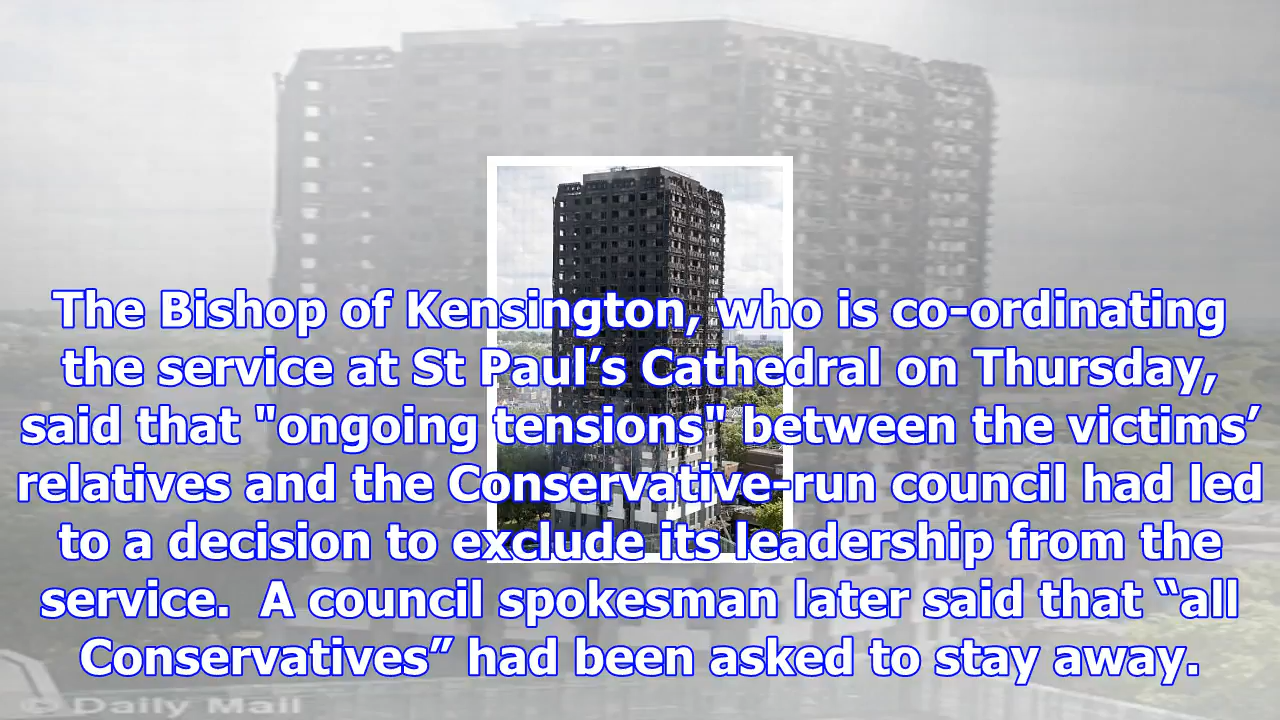 The Bishop of Kensington, who is co-ordinating
the service at St Paul’s Cathedral on Thursday,
said that "ongoing tensions" between the victims’
relatives and the Conservative-run council had led
to a decision to exclude its leadership from the
service.  A council spokesman later said that “all
Conservatives” had been asked to stay away.
© Daily Mail